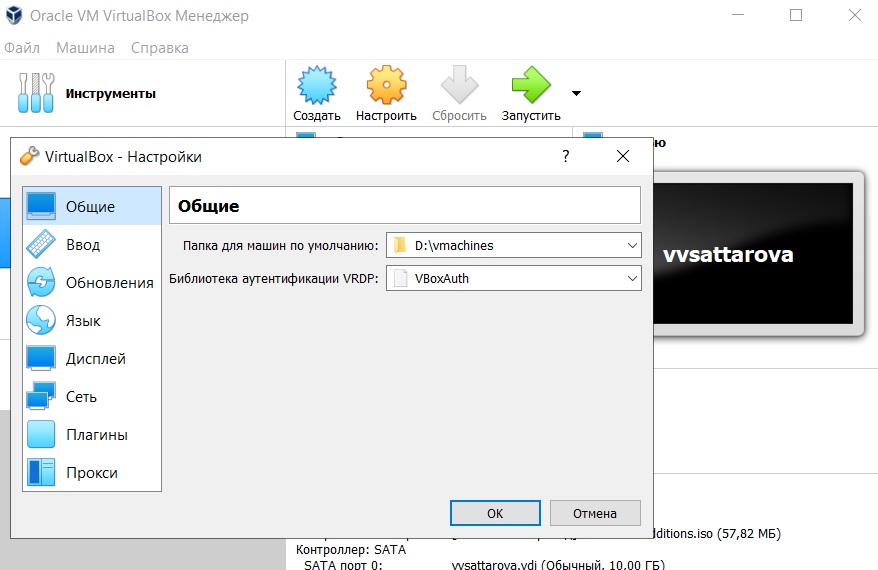 Oracle VM VirtualBox Менеджер
Файл Машина Справка
Инструменты
Создать Настроить Сбросить Запустить
VirtualBox - Настройки
?
Общие
Ввод
Обновления
Язык
Дисплей
Сеть
Плагины
Прокси
Общие
Папка для машин по умолчанию: D:\vmachines
Библиотека аутентификации VRDP: VBoxAuth
OK Отмена
vvsattarova
dditions.iso (57,82 МБ)
Контроллер: SATA
SATA порт 0: vvsattarova.vdi (Обычный, 10,00 ГБ)